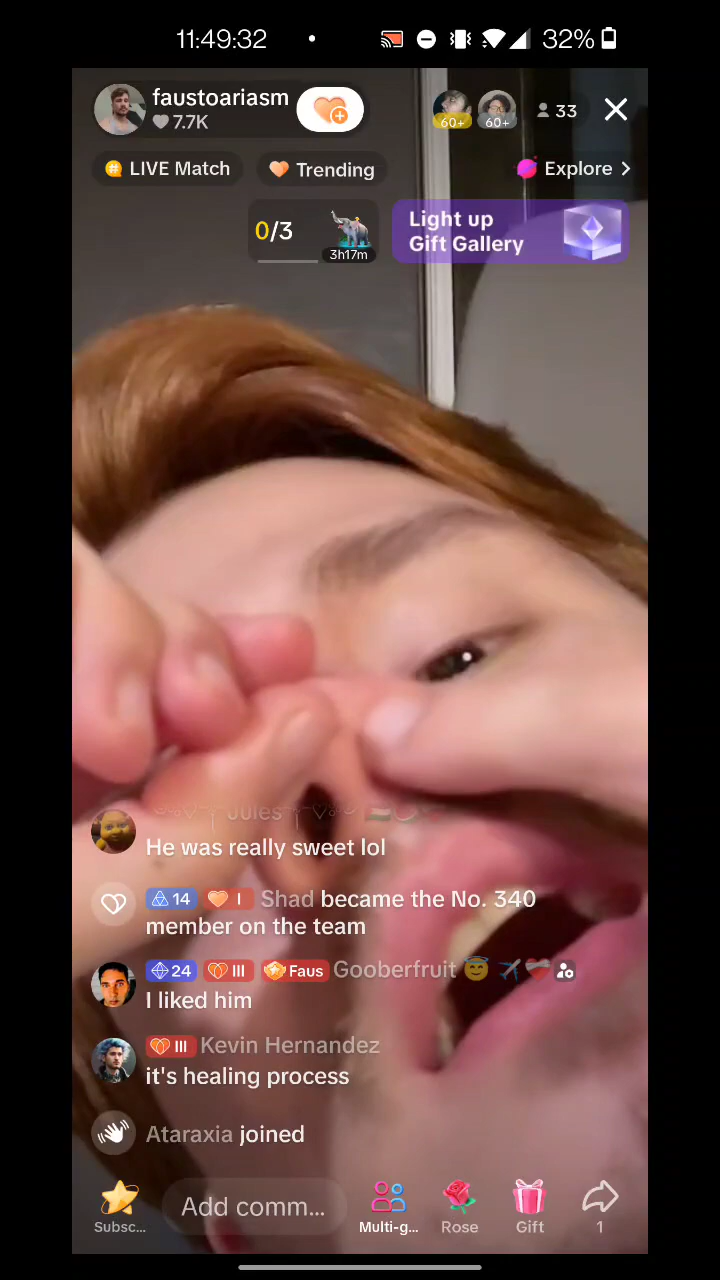 11:49:32
32%
faustoariasm
7.7K
60+
60+
33
LIVE Match
Trending
Explore
0/3
3h17m
Light up
Gift Gallery
Jules
He was really sweet lol
14 I Shad became the No. 340
member on the team
24 III Faus Gooberfruit
I liked him
III Kevin Hernandez
it's healing process
Ataraxia joined
Add comm...
Subsc...
Multi-g...
Rose
Gift
1